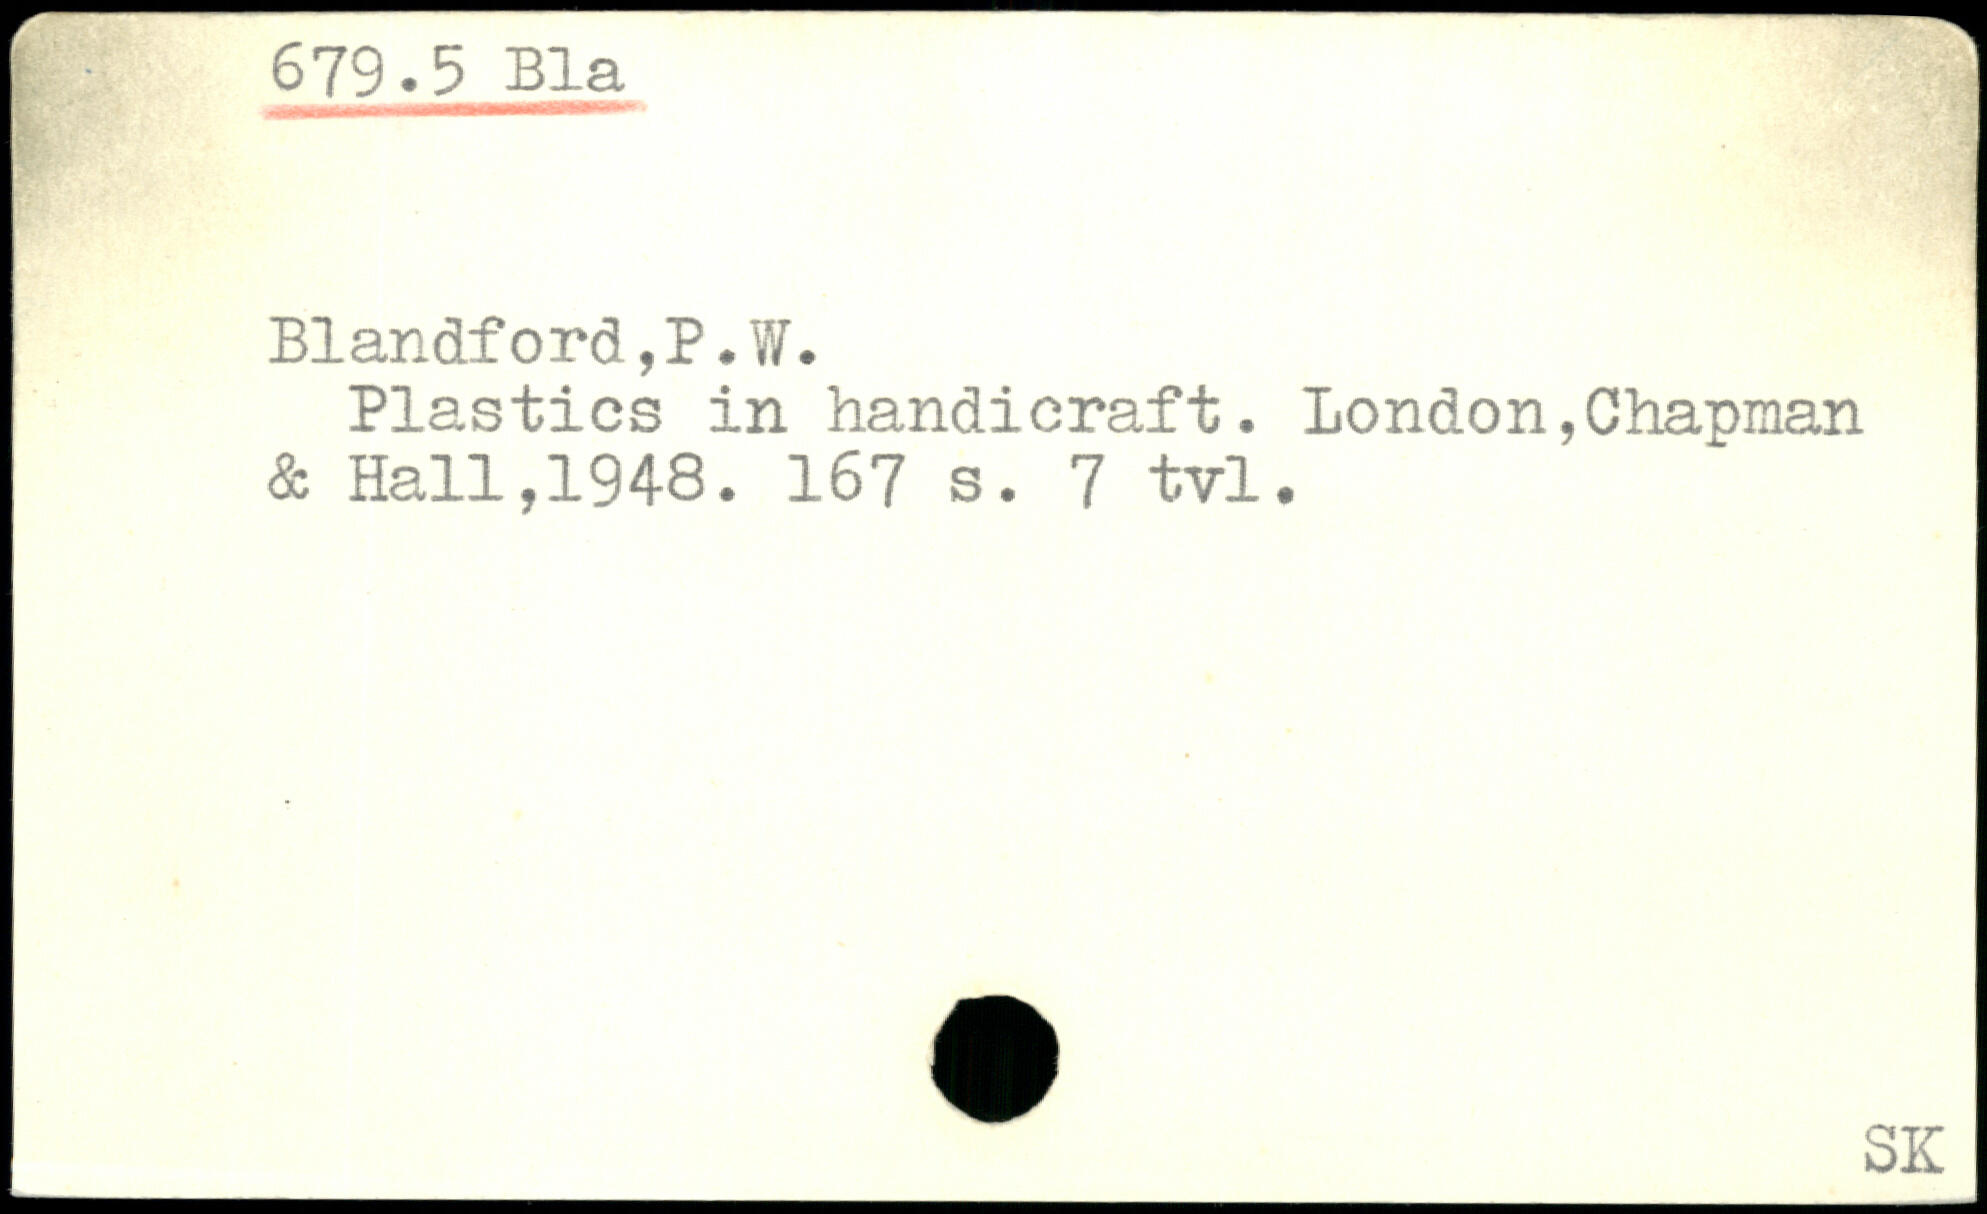 679.5 Bla
Blandford,P.W.
Plastics in handicraft. London,Chapman
& Hall,1948. 167 s. 7 tvl.
SK